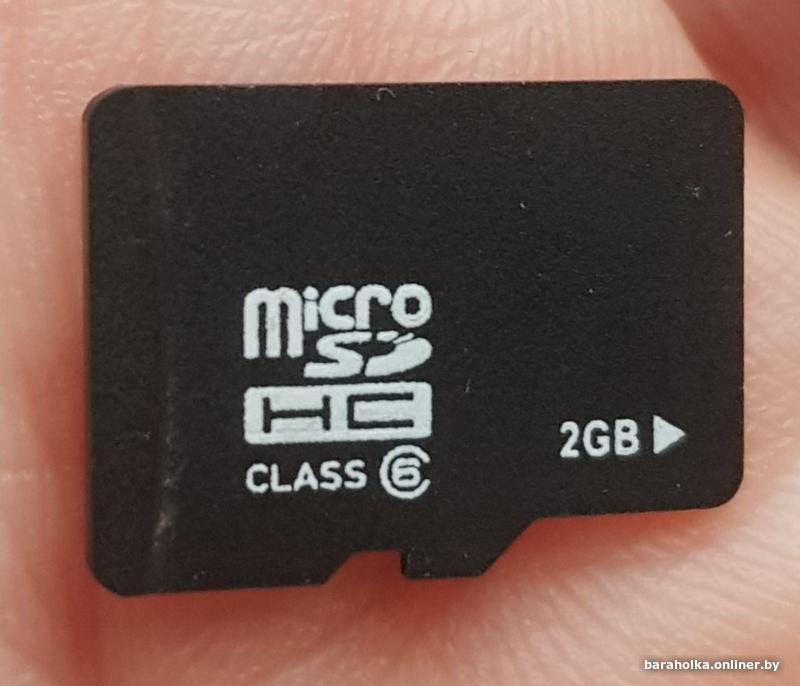 micro
SD
HC
CLASS 6
2GB
baraholka.onliner.by